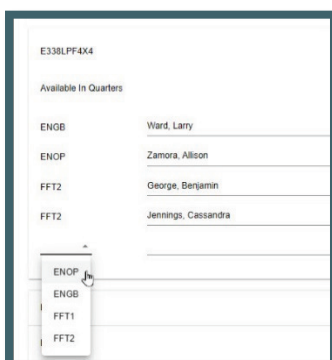 E338LPF4X4
Available In Quarters
ENGB Ward, Larry
ENOP Zamora, Allison
FFT2 George, Benjamin
FFT2 Jennings, Cassandra
ENOP
ENGB
FFT1
FFT2